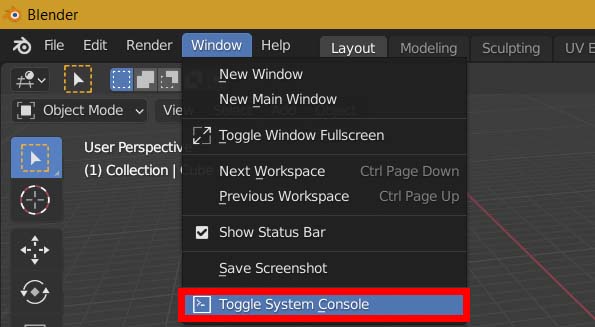 Blender
File Edit Render Window Help Layout Modeling Sculpting UV E
New Window
New Main Window
Object Mode View
Toggle Window Fullscreen
User Perspective
(1) Collection | Cube
Next Workspace Ctrl Page Down
Previous Workspace Ctrl Page Up
Show Status Bar
Save Screenshot
Toggle System Console